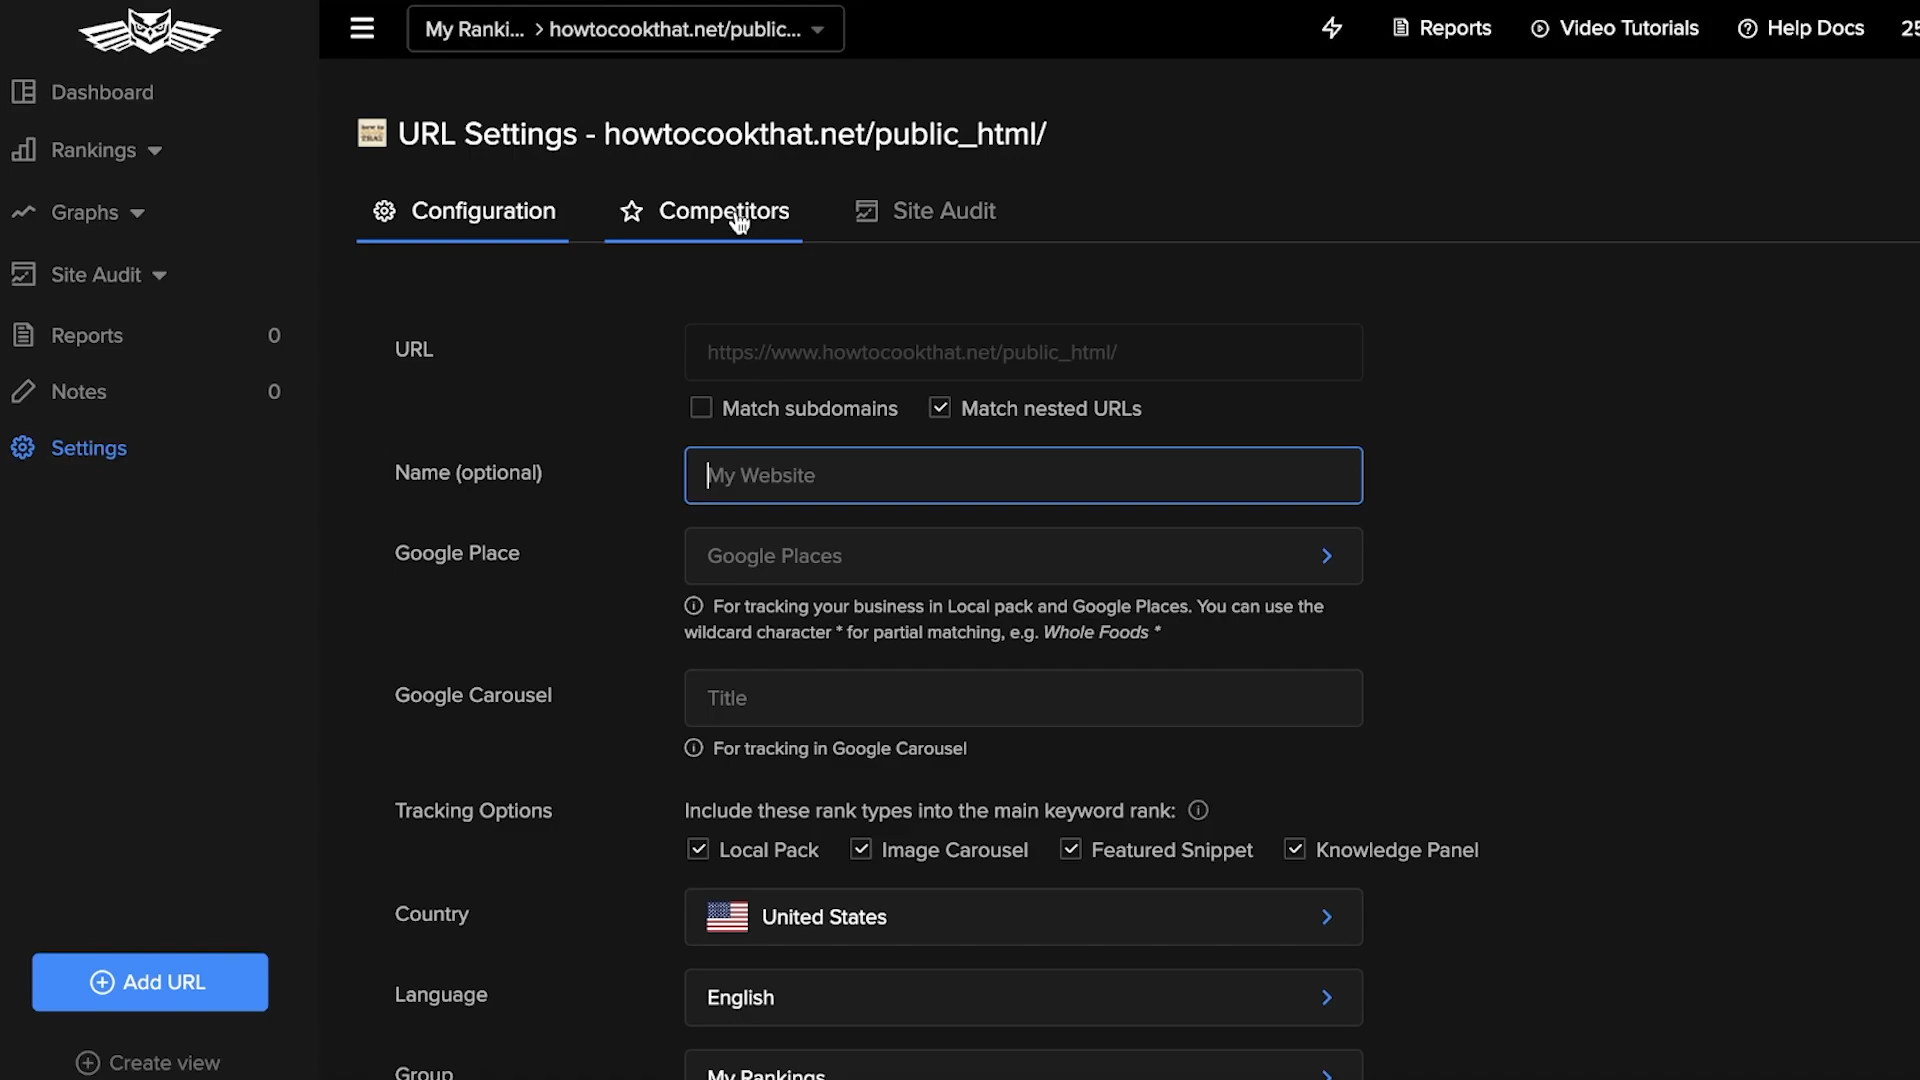 My Ranki... > howtocookthat.net/public...
Reports
Video Tutorials
Help Docs
25
Dashboard
Rankings
Graphs
Site Audit
Reports 0
Notes 0
Settings
Add URL
Create view
URL Settings - howtocookthat.net/public_html/
Configuration
Competitors
Site Audit
URL
https://www.howtocookthat.net/public_html/
Match subdomains
Match nested URLs
Name (optional)
My Website
Google Place
Google Places
For tracking your business in Local pack and Google Places. You can use the
wildcard character * for partial matching, e.g. Whole Foods *
Google Carousel
Title
For tracking in Google Carousel
Tracking Options
Include these rank types into the main keyword rank:
Local Pack
Image Carousel
Featured Snippet
Knowledge Panel
Country
United States
Language
English
Group
My Rankings